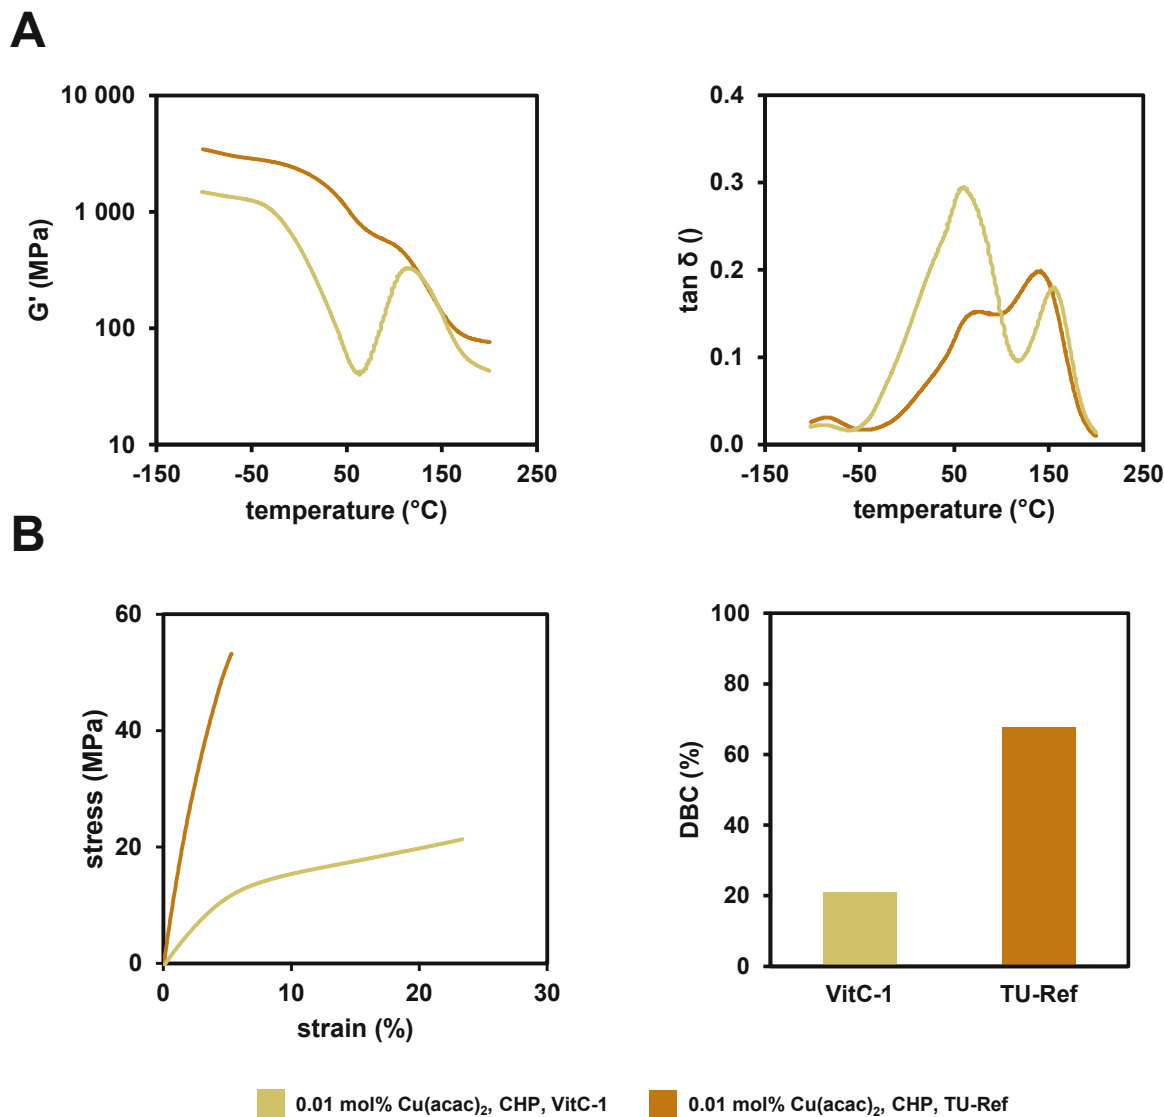 A
10 000
1 000
100
10
-150
-50
50
150
250
G' (MPa)
temperature (°C)
0.4
0.3
0.2
0.1
0.0
-150
-50
50
150
250
tan δ ()
temperature (°C)
B
60
40
20
0
0
10
20
30
stress (MPa)
strain (%)
100
80
60
40
20
0
DBC (%)
VitC-1
TU-Ref
0.01 mol% Cu(acac)₂, CHP, VitC-1
0.01 mol% Cu(acac)₂, CHP, TU-Ref